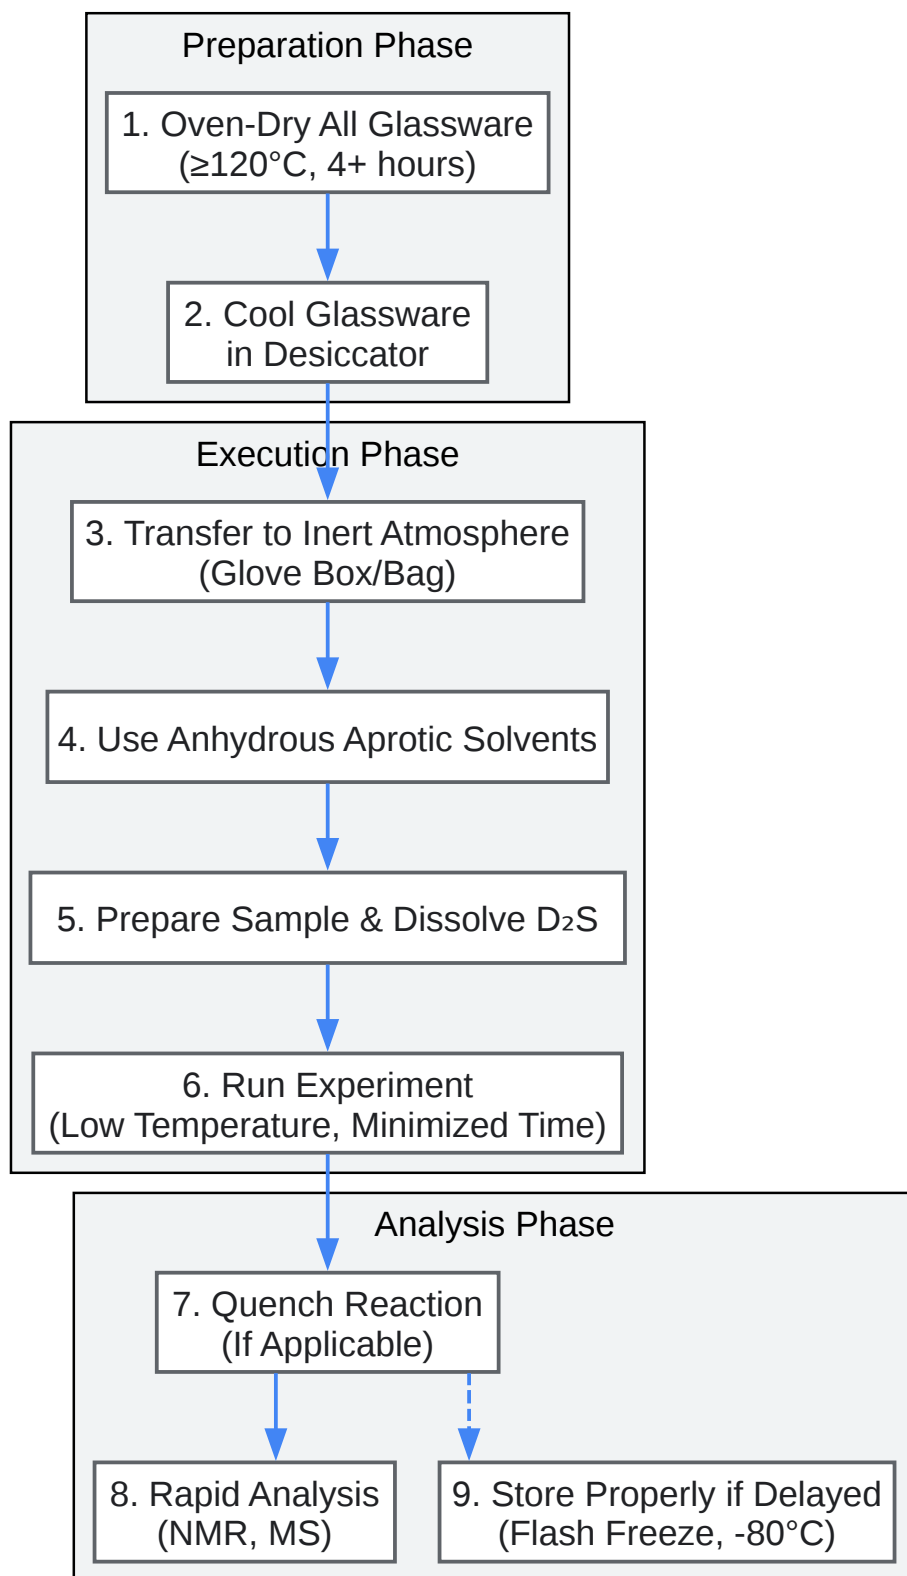 Preparation Phase
1. Oven-Dry All Glassware
(≥120°C, 4+ hours)
2. Cool Glassware
in Desiccator
Execution Phase
3. Transfer to Inert Atmosphere
(Glove Box/Bag)
4. Use Anhydrous Aprotic Solvents
5. Prepare Sample & Dissolve D₂S
6. Run Experiment
(Low Temperature, Minimized Time)
Analysis Phase
7. Quench Reaction
(If Applicable)
8. Rapid Analysis
(NMR, MS)
9. Store Properly if Delayed
(Flash Freeze, -80°C)